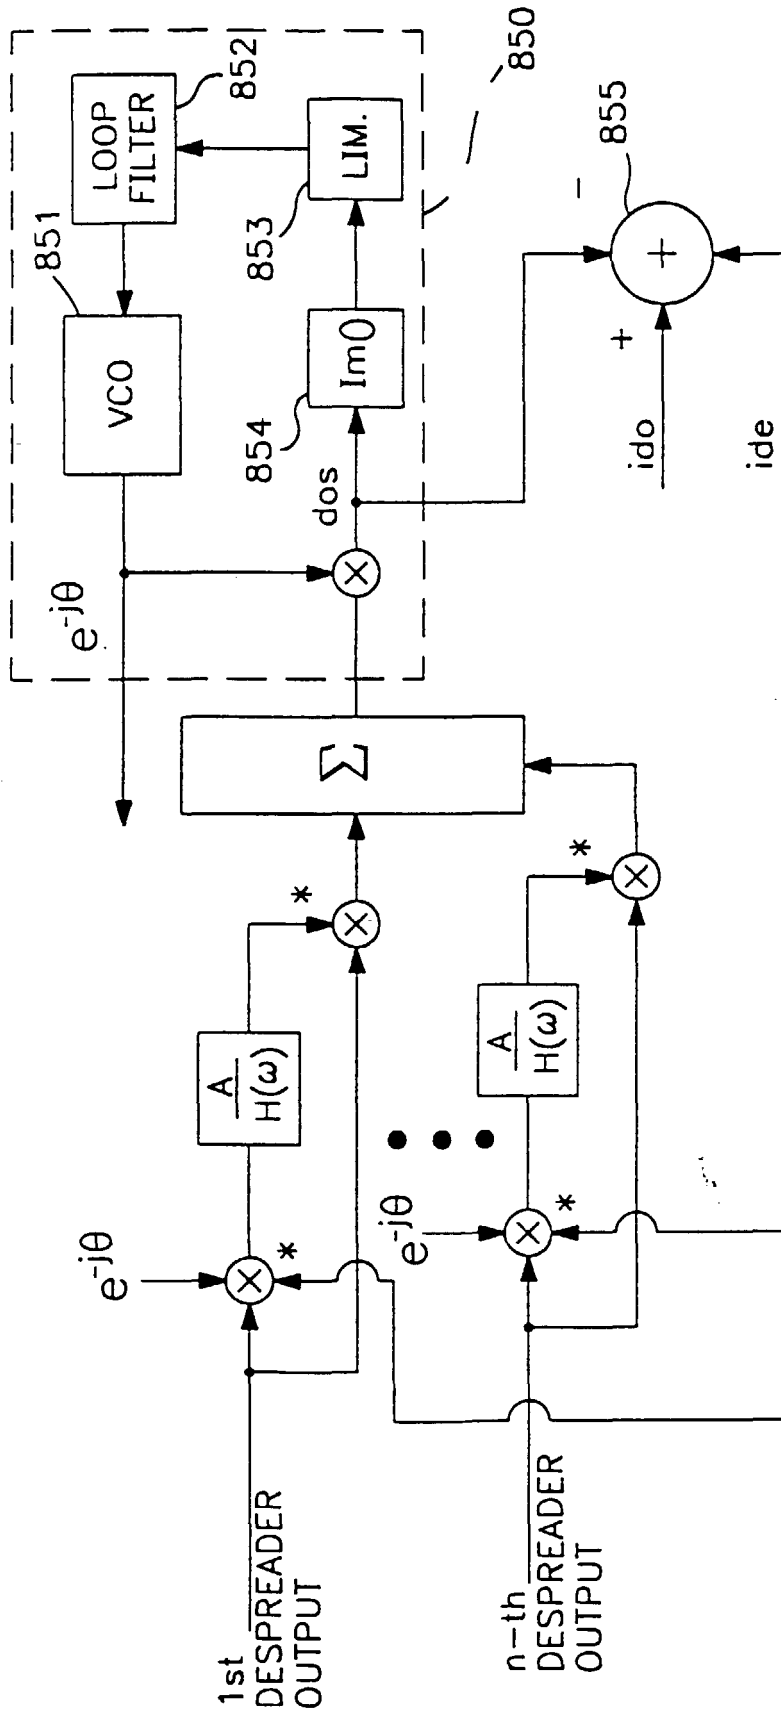 1st
DESPREADER
OUTPUT
n-th
DESPREADER
OUTPUT
e-jθ
*
A
H(ω)
*
e-jθ
*
A
H(ω)
*
Σ
e-jθ
VCO
851
LOOP
FILTER
852
dos
Im()
854
LIM.
853
850
ido
ide
+
-
+
855